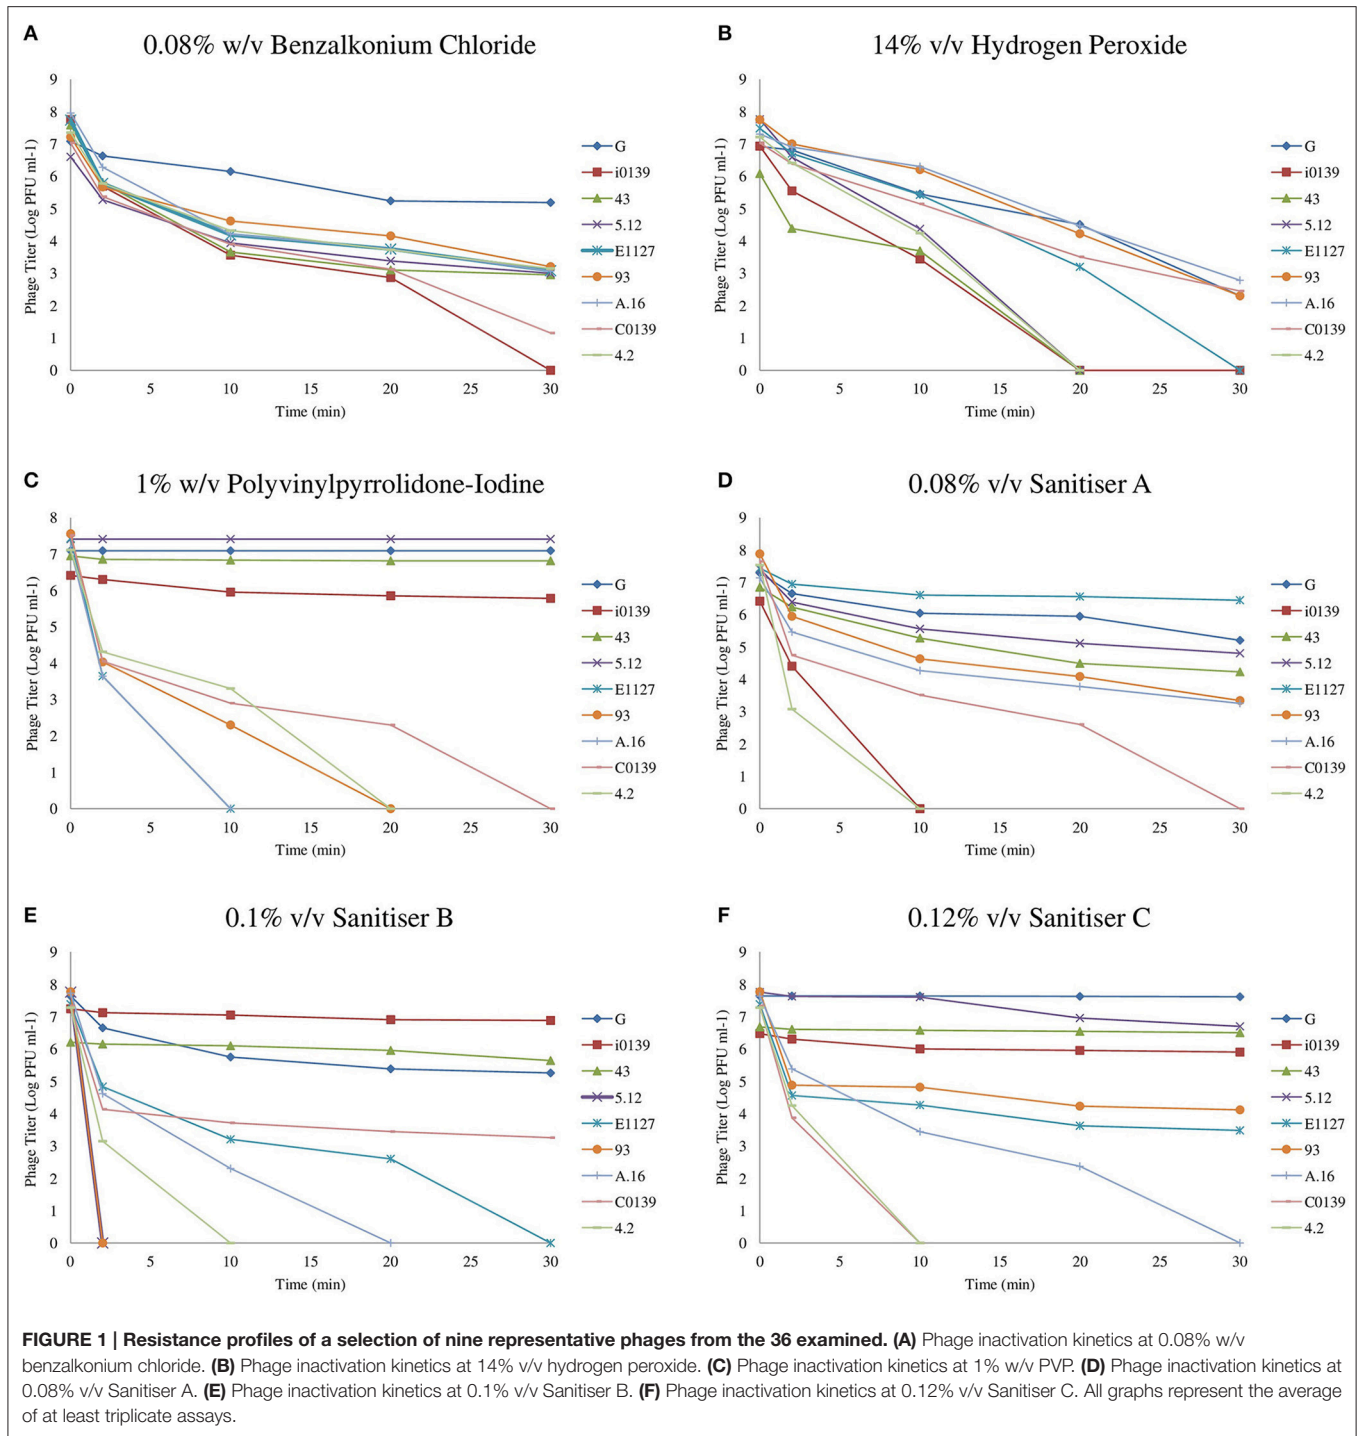 A
0.08% w/v Benzalkonium Chloride
Phage Titer (Log PFU ml-1)
9
8
7
6
5
4
3
2
1
0
0 5 10 15 20 25 30
Time (min)
G
i0139
43
5.12
E1127
93
A.16
C0139
4.2
B
14% v/v Hydrogen Peroxide
Phage Titer (Log PFU ml-1)
9
8
7
6
5
4
3
2
1
0
0 5 10 15 20 25 30
Time (min)
G
i0139
43
5.12
E1127
93
A.16
C0139
4.2
C
1% w/v Polyvinylpyrrolidone-Iodine
Phage Titer (Log PFU ml-1)
8
7
6
5
4
3
2
1
0
0 5 10 15 20 25 30
Time (min)
G
i0139
43
5.12
E1127
93
A.16
C0139
4.2
D
0.08% v/v Sanitiser A
Phage Titer (Log PFU ml-1)
9
8
7
6
5
4
3
2
1
0
0 5 10 15 20 25 30
Time (min)
G
i0139
43
5.12
E1127
93
A.16
C0139
4.2
E
0.1% v/v Sanitiser B
Phage Titer (Log PFU ml-1)
9
8
7
6
5
4
3
2
1
0
0 5 10 15 20 25 30
Time (min)
G
i0139
43
5.12
E1127
93
A.16
C0139
4.2
F
0.12% v/v Sanitiser C
Phage Titer (Log PFU ml-1)
9
8
7
6
5
4
3
2
1
0
0 5 10 15 20 25 30
Time (min)
G
i0139
43
5.12
E1127
93
A.16
C0139
4.2
FIGURE 1 | Resistance profiles of a selection of nine representative phages from the 36 examined. (A) Phage inactivation kinetics at 0.08% w/v
benzalkonium chloride. (B) Phage inactivation kinetics at 14% v/v hydrogen peroxide. (C) Phage inactivation kinetics at 1% w/v PVP. (D) Phage inactivation kinetics at
0.08% v/v Sanitiser A. (E) Phage inactivation kinetics at 0.1% v/v Sanitiser B. (F) Phage inactivation kinetics at 0.12% v/v Sanitiser C. All graphs represent the average
of at least triplicate assays.